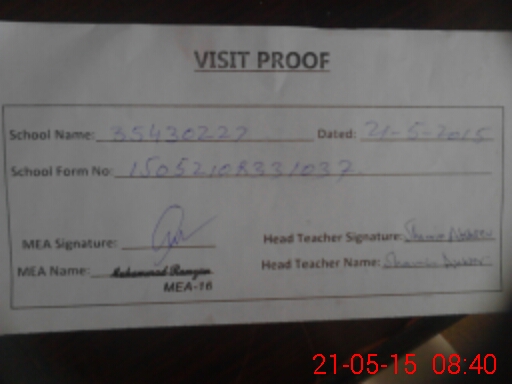 VISIT PROOF
School Name: 35430227 Dated: 21-5-2015
School Form No: 15052108331037
MEA Signature: Head Teacher Signature:
MEA Name: Muhammad Ramzan Head Teacher Name:
MEA-16
21-05-15 08:40